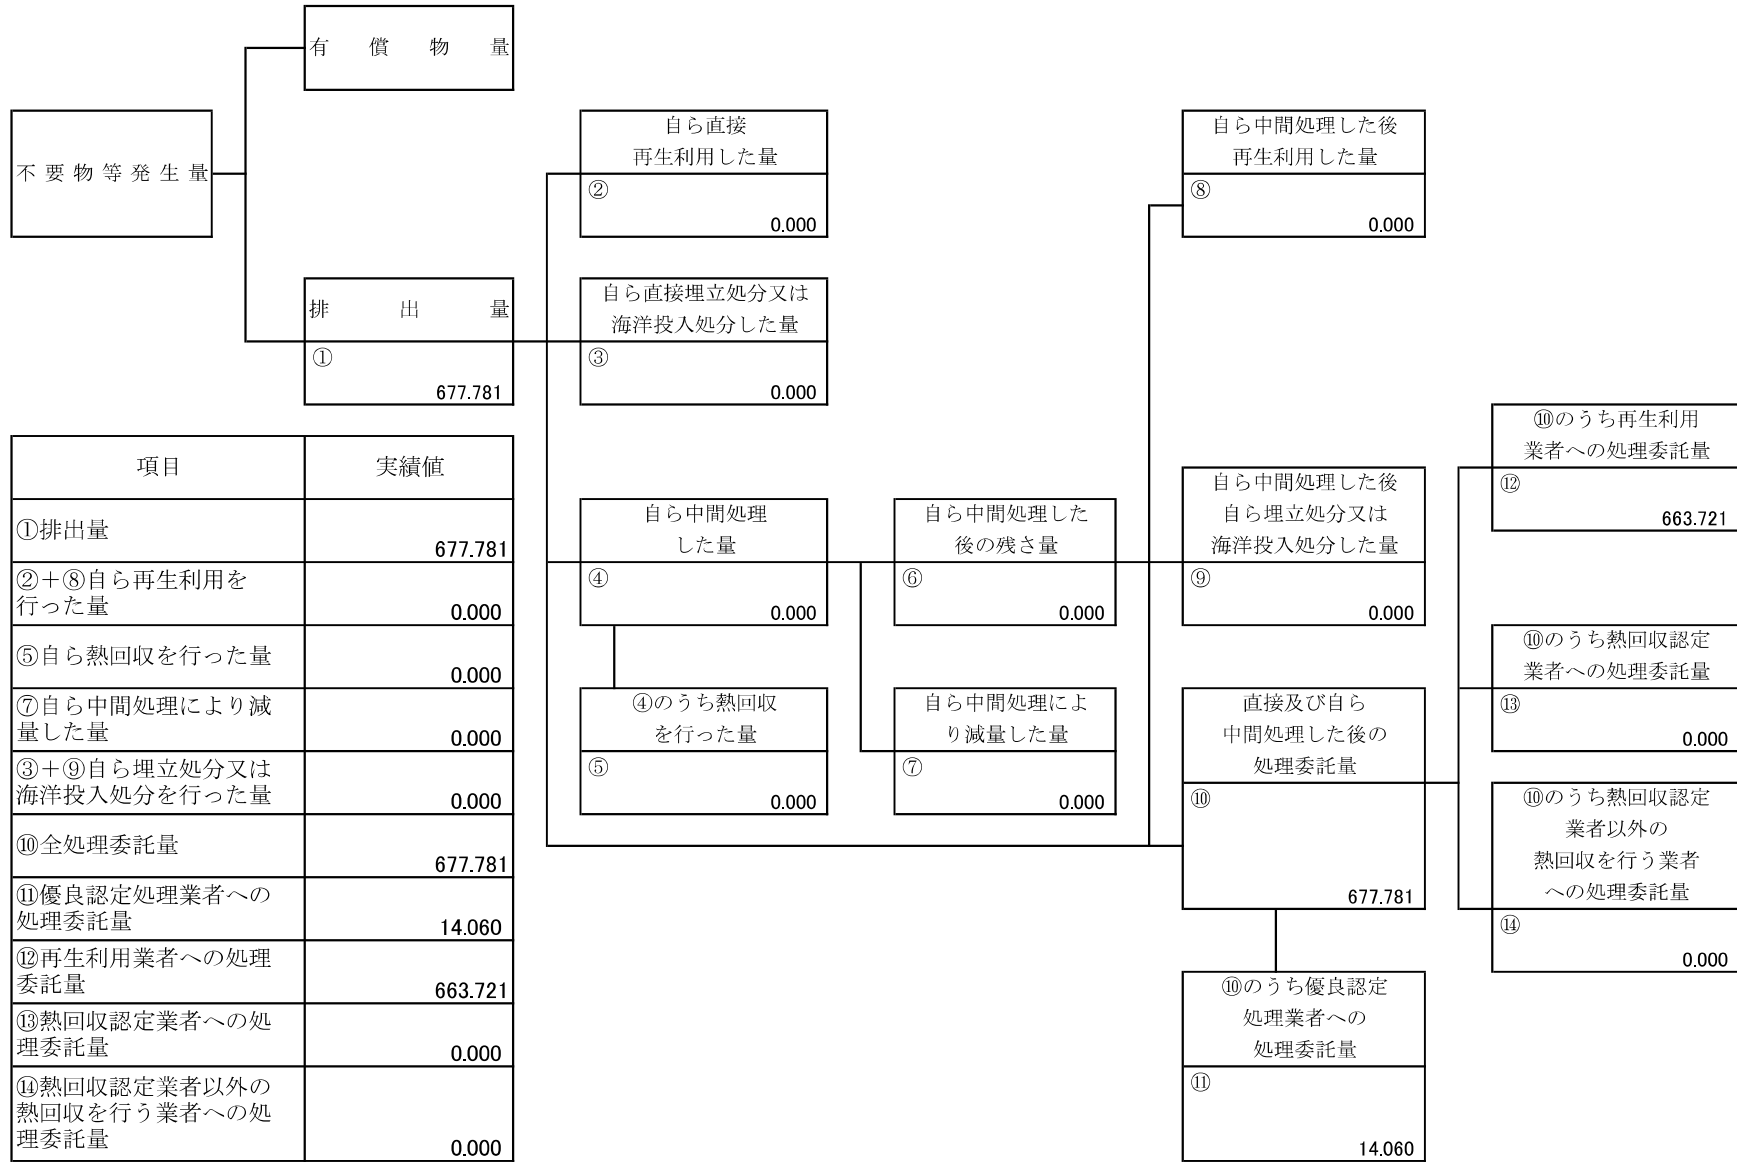 有償物量
不要物等発生量
排出量
①
677.781
自ら直接
再生利用した量
②
0.000
自ら直接埋立処分又は
海洋投入処分した量
③
0.000
自ら中間処理した後
再生利用した量
⑧
0.000
項目 実績値
①排出量
677.781
②+⑧自ら再生利用を
行った量
0.000
⑤自ら熱回収を行った量
0.000
⑦自ら中間処理により減
量した量
0.000
③+⑨自ら埋立処分又は
海洋投入処分を行った量
0.000
⑩全処理委託量
677.781
⑪優良認定処理業者への
処理委託量
14.060
⑫再生利用業者への処理
委託量
663.721
⑬熱回収認定業者への処
理委託量
0.000
⑭熱回収認定業者以外の
熱回収を行う業者への処
理委託量
0.000
自ら中間処理
した量
④
0.000
④のうち熱回収
を行った量
⑤
0.000
自ら中間処理した
後の残さ量
⑥
0.000
自ら中間処理によ
り減量した量
⑦
0.000
自ら中間処理した後
自ら埋立処分又は
海洋投入処分した量
⑨
0.000
直接及び自ら
中間処理した後の
処理委託量
⑩
677.781
⑩のうち優良認定
処理業者への
処理委託量
⑪
14.060
⑩のうち再生利用
業者への処理委託量
⑫
663.721
⑩のうち熱回収認定
業者への処理委託量
⑬
0.000
⑩のうち熱回収認定
業者以外の
熱回収を行う業者
への処理委託量
⑭
0.000